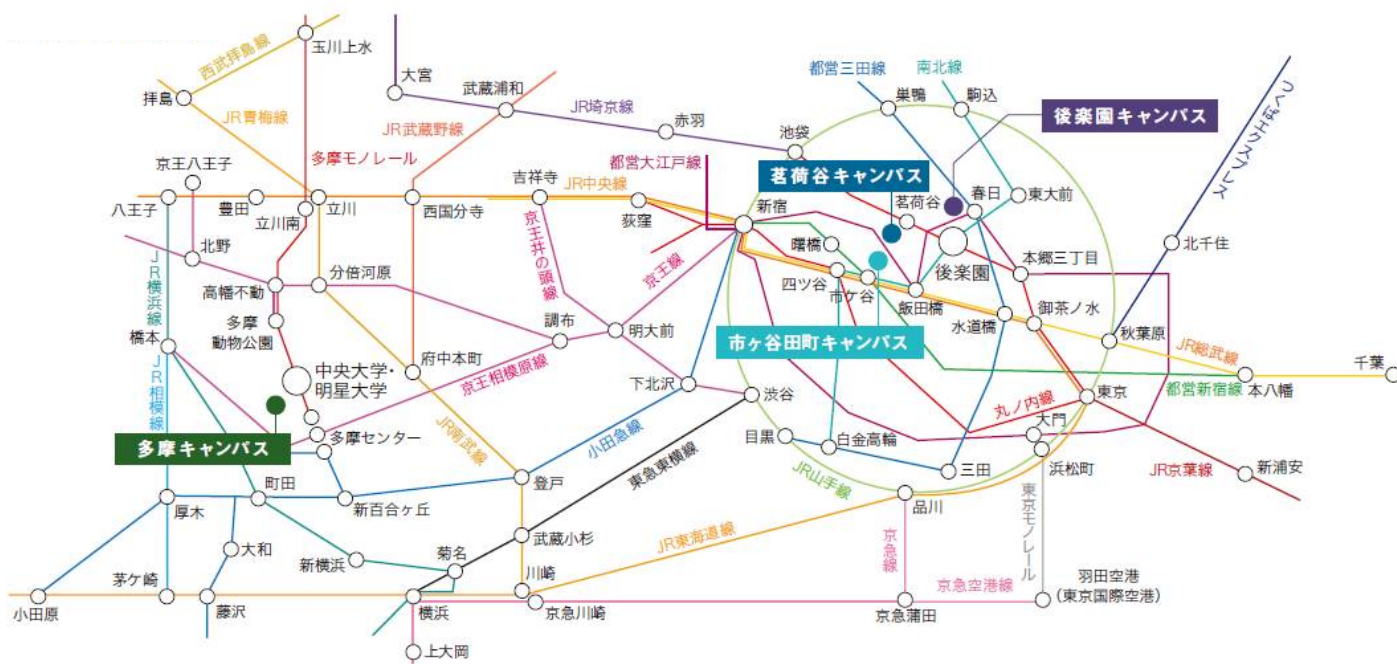 西武拝島線
玉川上水
拝島
JR青梅線
大宮
武蔵浦和
JR埼京線
赤羽
JR武蔵野線
多摩モノレール
京王八王子
八王子
豊田
立川南
立川
西国分寺
吉祥寺
JR中央線
荻窪
都営大江戸線
池袋
都営三田線
巣鴨
南北線
駒込
後楽園キャンパス
つくばエクスプレス
茗荷谷キャンパス
新宿
茗荷谷
春日
東大前
北野
JR横浜線
高幡不動
分倍河原
京王井の頭線
京王線
曙橋
四ツ谷
市ケ谷
飯田橋
後楽園
本郷三丁目
北千住
水道橋
御茶ノ水
秋葉原
橋本
多摩
動物公園
調布
明大前
市ヶ谷田町キャンパス
JR総武線
千葉
中央大学・
明星大学
府中本町
京王相模原線
下北沢
渋谷
都営新宿線
本八幡
JR相模線
丸ノ内線
東京
多摩キャンパス
多摩センター
JR南武線
小田急線
東急東横線
目黒
白金高輪
三田
大門
浜松町
JR山手線
JR京葉線
新浦安
厚木
町田
新百合ヶ丘
登戸
品川
大和
新横浜
菊名
武蔵小杉
JR東海道線
京急線
東京モノレール
小田原
茅ケ崎
藤沢
横浜
川崎
京急川崎
京急空港線
京急蒲田
羽田空港
（東京国際空港）
上大岡